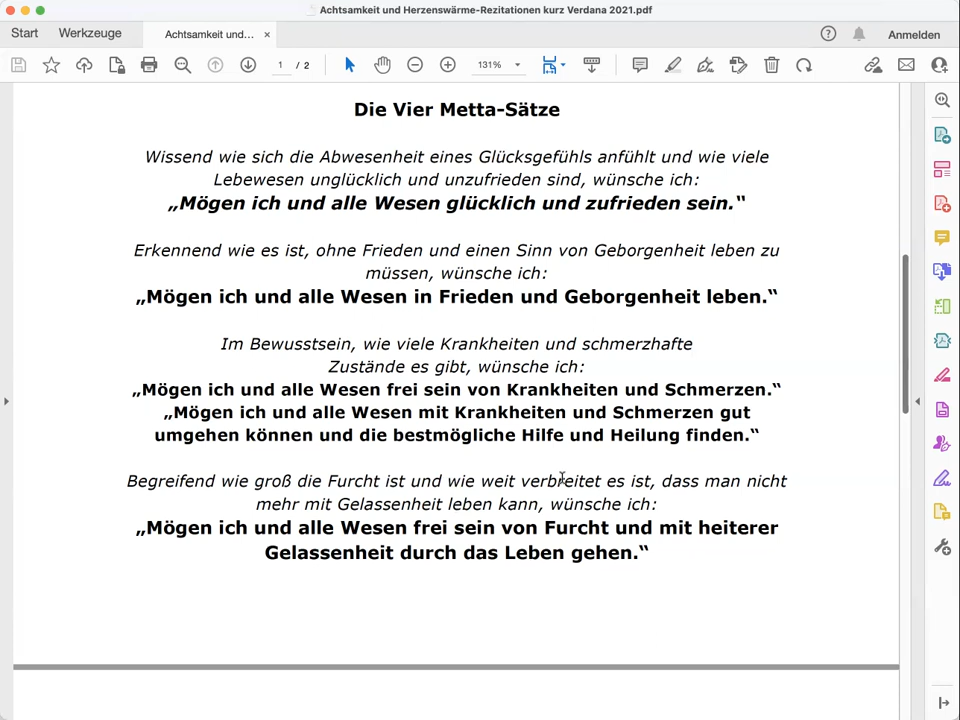 Achtsamkeit und Herzenswärme-Rezitationen kurz Verdana 2021.pdf
Start Werkzeuge Achtsamkeit und... × Anmelden
1 / 2 131%
Die Vier Metta-Sätze
Wissend wie sich die Abwesenheit eines Glücksgefühls anfühlt und wie viele
Lebewesen unglücklich und unzufrieden sind, wünsche ich:
„Mögen ich und alle Wesen glücklich und zufrieden sein.“
Erkennend wie es ist, ohne Frieden und einen Sinn von Geborgenheit leben zu
müssen, wünsche ich:
„Mögen ich und alle Wesen in Frieden und Geborgenheit leben.“
Im Bewusstsein, wie viele Krankheiten und schmerzhafte
Zustände es gibt, wünsche ich:
„Mögen ich und alle Wesen frei sein von Krankheiten und Schmerzen.“
„Mögen ich und alle Wesen mit Krankheiten und Schmerzen gut
umgehen können und die bestmögliche Hilfe und Heilung finden.“
Begreifend wie groß die Furcht ist und wie weit verbreitet es ist, dass man nicht
mehr mit Gelassenheit leben kann, wünsche ich:
„Mögen ich und alle Wesen frei sein von Furcht und mit heiterer
Gelassenheit durch das Leben gehen.“